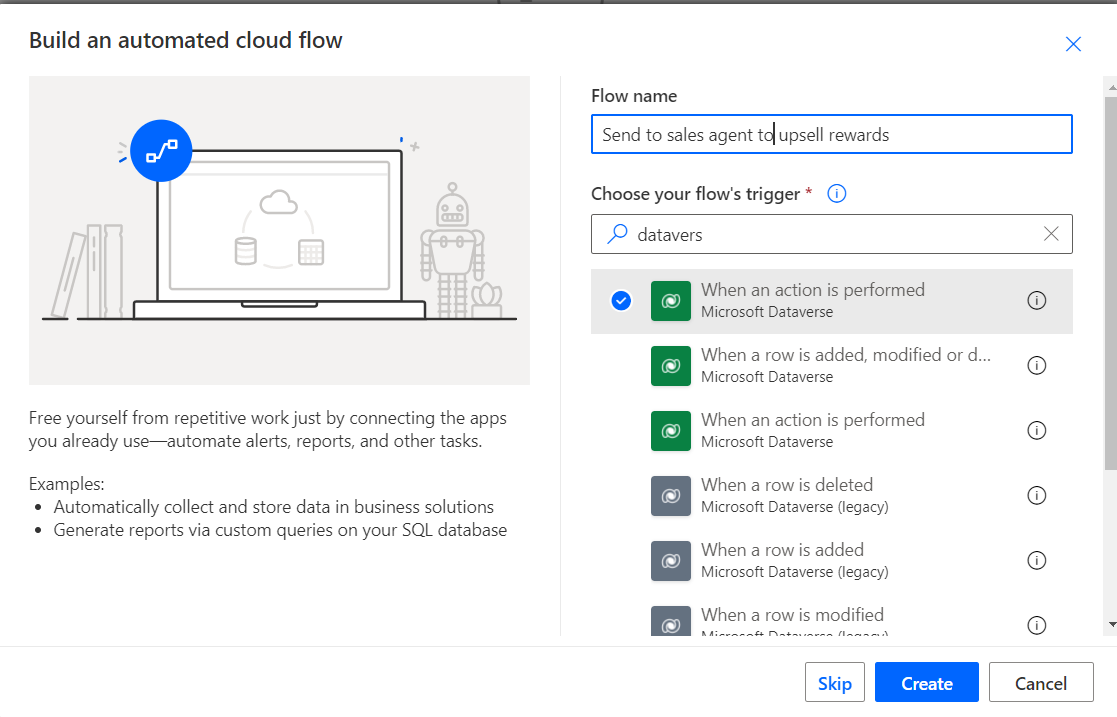 Build an automated cloud flow
Free yourself from repetitive work just by connecting the apps
you already use—automate alerts, reports, and other tasks.
Examples:
• Automatically collect and store data in business solutions
• Generate reports via custom queries on your SQL database
Flow name
Send to sales agent to upsell rewards
Choose your flow's trigger *
datavers
When an action is performed
Microsoft Dataverse
When a row is added, modified or d...
Microsoft Dataverse
When an action is performed
Microsoft Dataverse
When a row is deleted
Microsoft Dataverse (legacy)
When a row is added
Microsoft Dataverse (legacy)
When a row is modified
Microsoft Dataverse (legacy)
Skip
Create
Cancel